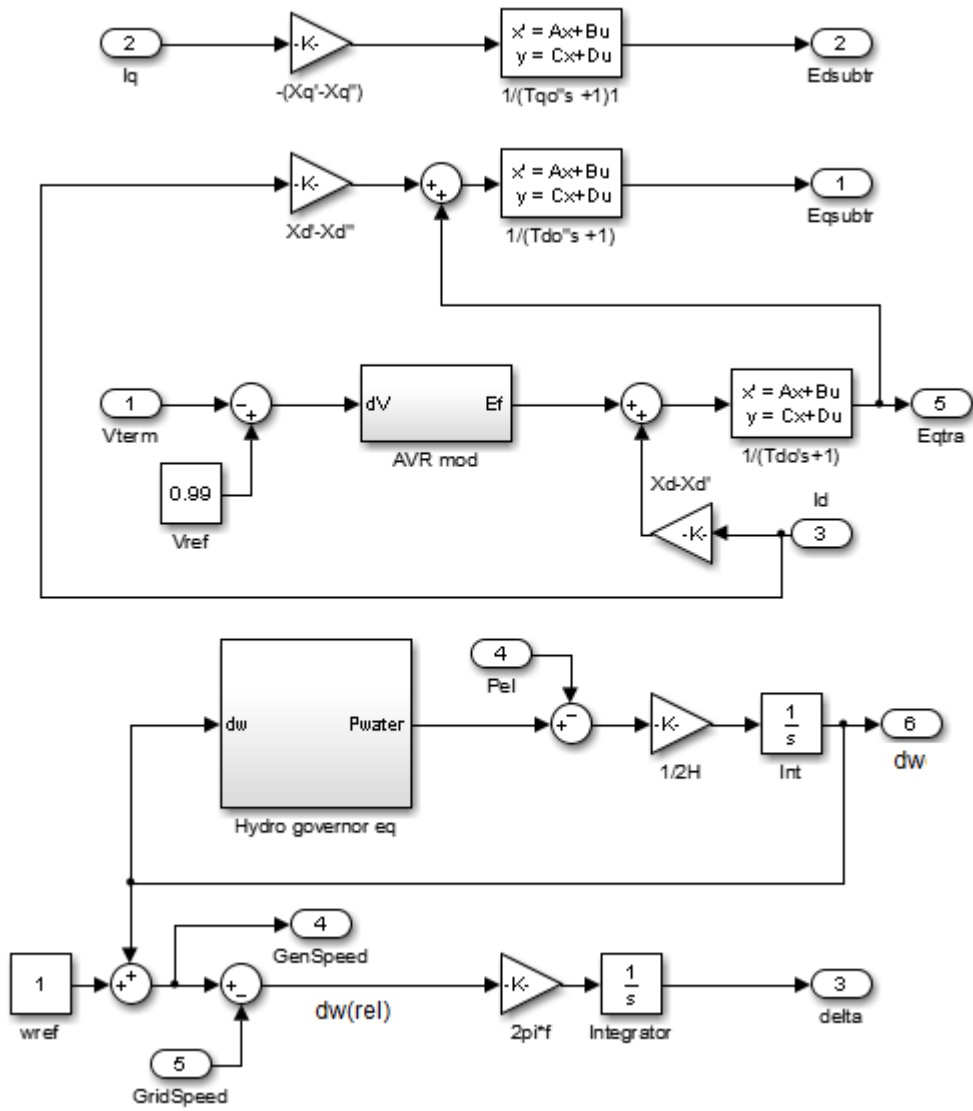 2
Iq
-K-
-(Xq'-Xq")
x' = Ax+Bu
y = Cx+Du
1/(Tqo"s +1)1
2
Edsubtr
-K-
Xd'-Xd"
+
+
x' = Ax+Bu
y = Cx+Du
1/(Tdo"s +1)
1
Eqsubtr
1
Vterm
−
+
0.99
Vref
dV
Ef
AVR mod
+
+
x' = Ax+Bu
y = Cx+Du
1/(Tdo's+1)
5
Eqtra
Xd-Xd'
-K-
Id
3
dw
Pwater
Hydro governor eq
4
Pel
+
−
-K-
1/2H
1
s
Int
6
dw
1
wref
+
+
4
GenSpeed
+
−
5
GridSpeed
dw(rel)
-K-
2pi*f
1
s
Integrator
3
delta